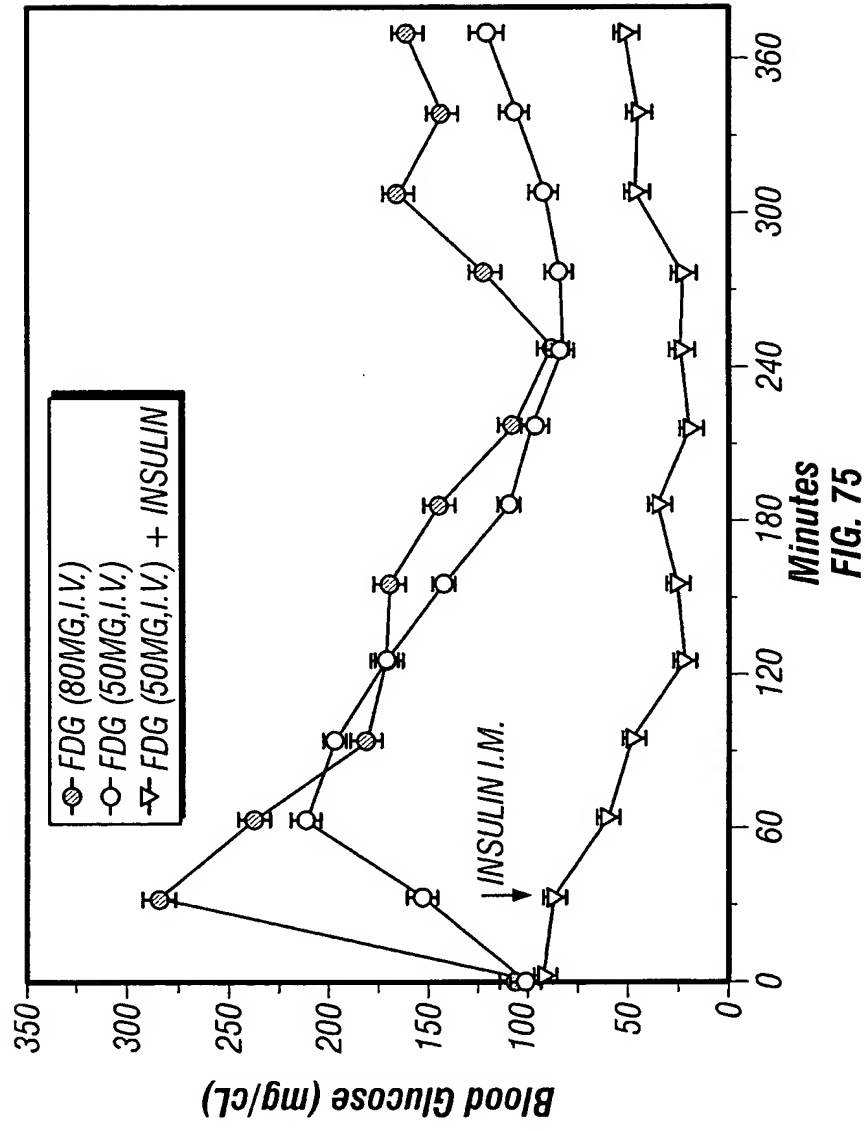 FDG (80MG,I.V.)
FDG (50MG,I.V.)
FDG (50MG,I.V.) + INSULIN
INSULIN I.M.
Blood Glucose (mg/cL)
350
300
250
200
150
100
50
0
0
60
120
180
240
300
360
Minutes
FIG. 75